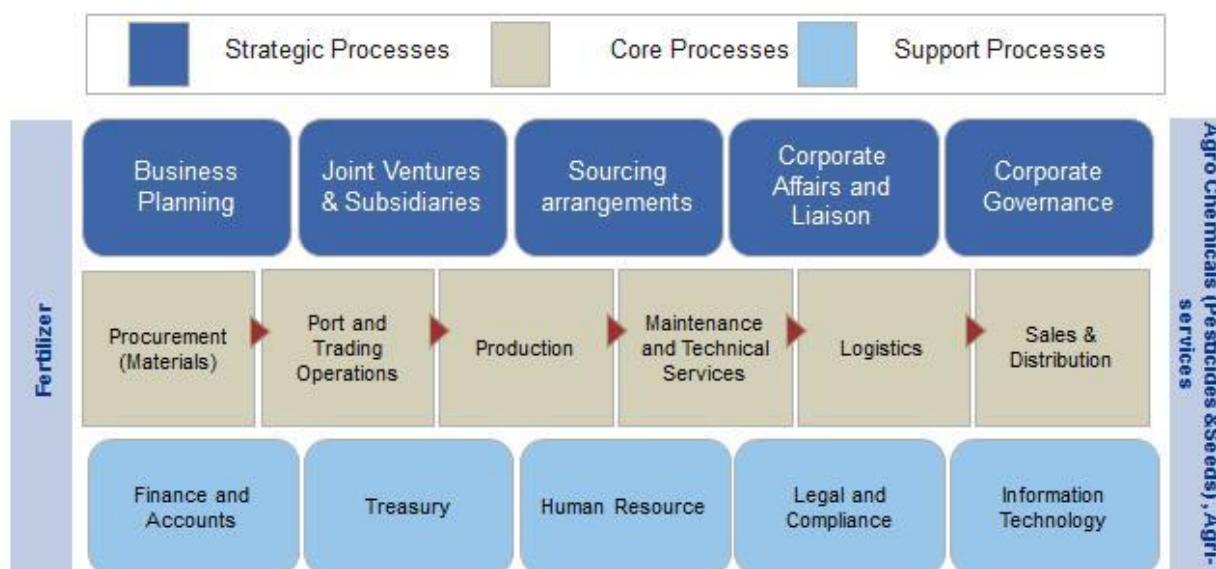 Strategic Processes
Core Processes
Support Processes
Fertilizer
Business
Planning
Joint Ventures
& Subsidiaries
Sourcing
arrangements
Corporate
Affairs and
Liaison
Corporate
Governance
Procurement
(Materials)
Port and
Trading
Operations
Production
Maintenance
and Technical
Services
Logistics
Sales &
Distribution
Finance and
Accounts
Treasury
Human Resource
Legal and
Compliance
Information
Technology
Agro Chemicals (Pesticides &Seeds) , Agri-
services